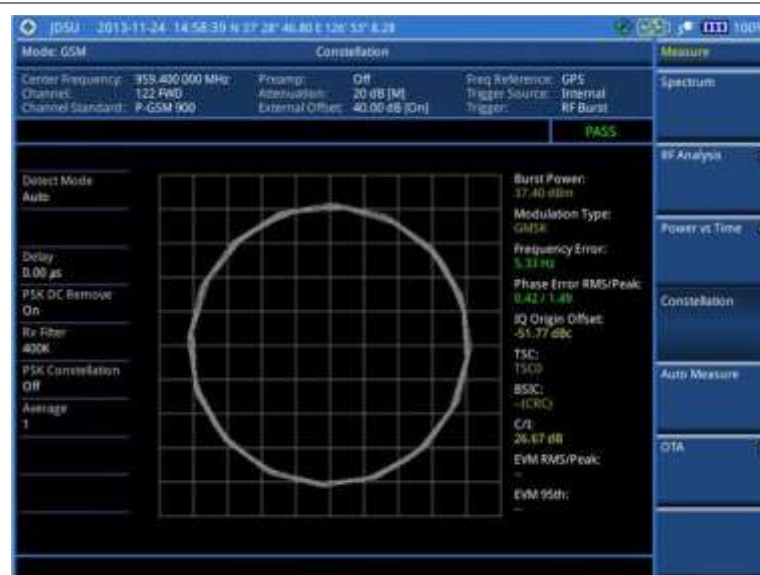 JDSU 2013-11-24 14:58:39 N 37° 28' 46.80 E 126° 53' 8.28 100%
Mode: GSM Constellation Measure
Center Frequency: 959.400 000 MHz Preamp: Off Freq Reference: GPS
Channel: 122 FWD Attenuation: 20 dB [M] Trigger Source: Internal
Channel Standard: P-GSM 900 External Offset: 40.00 dB [On] Trigger: RF Burst
PASS
Spectrum
RF Analysis
Power vs Time
Constellation
Auto Measure
OTA
Detect Mode
Auto
Delay
0.00 µs
PSK DC Remove
On
Rx Filter
400K
PSK Constellation
Off
Average
1
Burst Power:
37.40 dBm
Modulation Type:
GMSK
Frequency Error:
5.33 Hz
Phase Error RMS/Peak:
0.42 / 1.49
IQ Origin Offset:
-51.77 dBc
TSC:
TSC0
BSIC:
--(CRC)
C/I:
26.67 dB
EVM RMS/Peak:
--
EVM 95th:
--